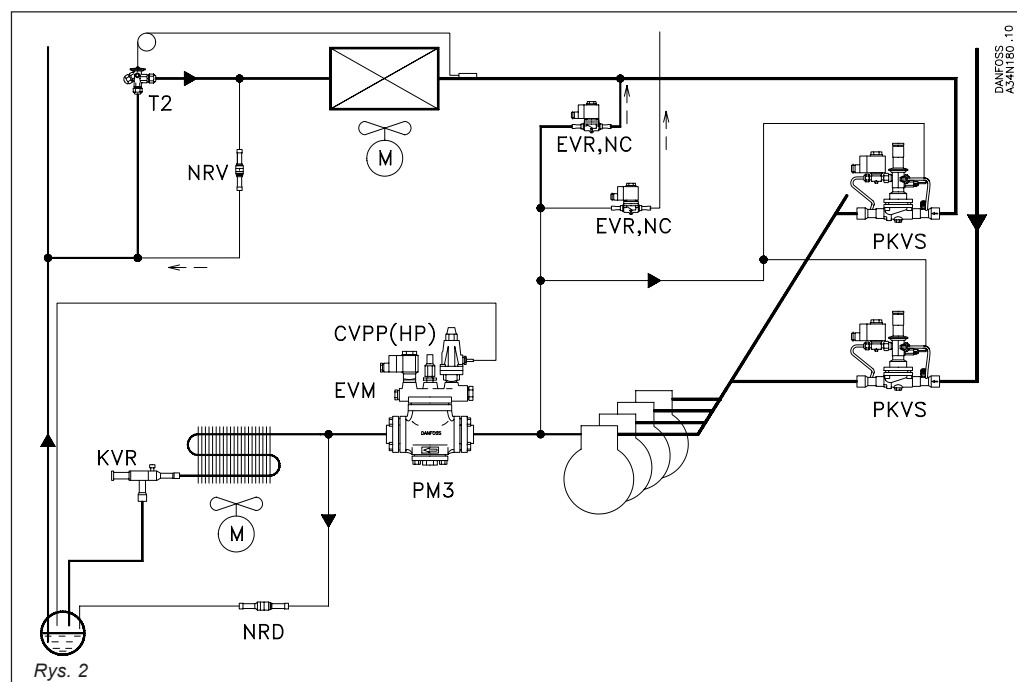 DANFOSS
A34N180 .10
T2
M
NRV
EVR,NC
EVR,NC
PKVS
CVPP(HP)
EVM
DANFOSS
PKVS
KVR
PM3
M
NRD
Rys. 2